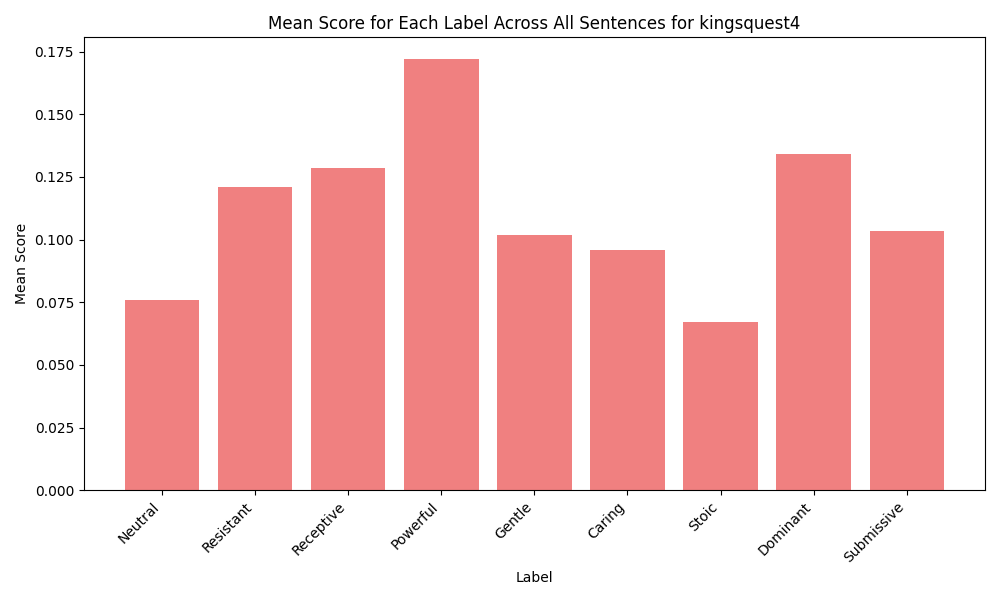 Mean Score for Each Label Across All Sentences for kingsquest4
Mean Score
0.175
0.150
0.125
0.100
0.075
0.050
0.025
0.000
Neutral
Resistant
Receptive
Powerful
Gentle
Caring
Stoic
Dominant
Submissive
Label